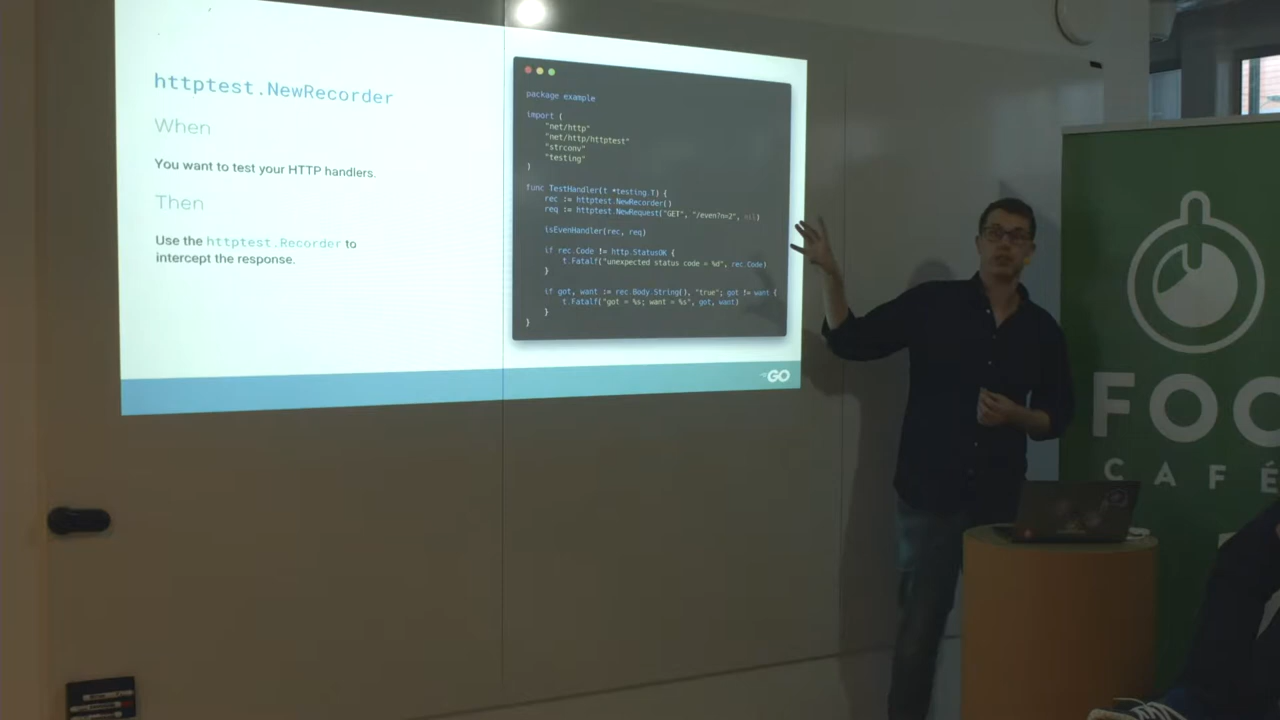 httptest.NewRecorder
When
You want to test your HTTP handlers.
Then
Use the httptest.Recorder to
intercept the response.
package example
import (
"net/http"
"net/http/httptest"
"strconv"
"testing"
)
func TestHandler(t *testing.T) {
rec := httptest.NewRecorder()
req := httptest.NewRequest("GET", "/even?n=2", nil)
isEvenHandler(rec, req)
if rec.Code != http.StatusOK {
t.Fatalf("unexpected status code = %d", rec.Code)
}
if got, want := rec.Body.String(), "true"; got != want {
t.Fatalf("got = %s; want = %s", got, want)
}
}
GO
FOC
CAFÉ